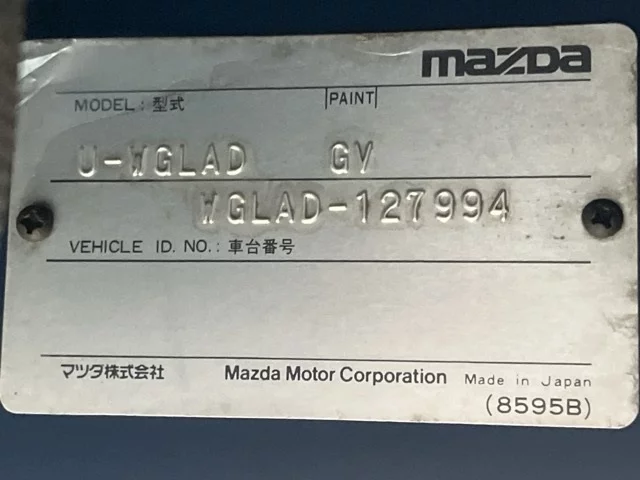 mazda
MODEL : 型式 PAINT
U-WGLAD GV
WGLAD-127994
VEHICLE ID. NO. : 車台番号
マツダ株式会社 Mazda Motor Corporation Made in Japan
(8595B)